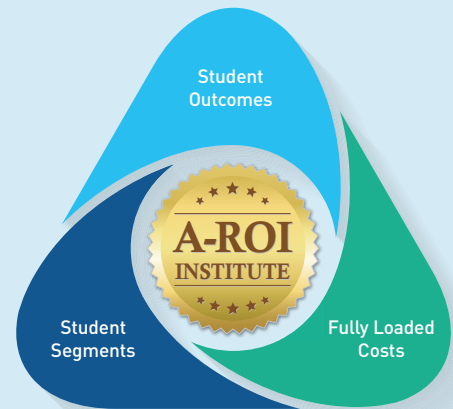 Student
Outcomes
A-ROI
INSTITUTE
Student
Segments
Fully Loaded
Costs